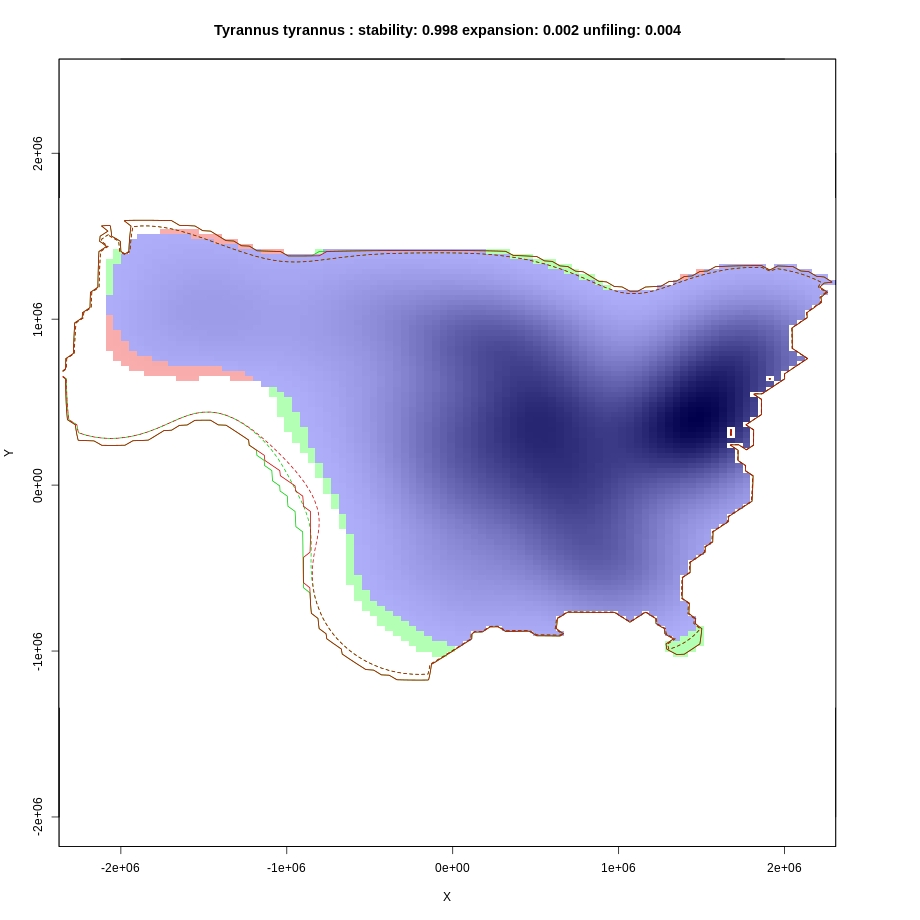 Tyrannus tyrannus : stability: 0.998 expansion: 0.002 unfiling: 0.004
2e+06
1e+06
0e+00
-1e+06
-2e+06
Y
-2e+06 -1e+06 0e+00 1e+06 2e+06
X